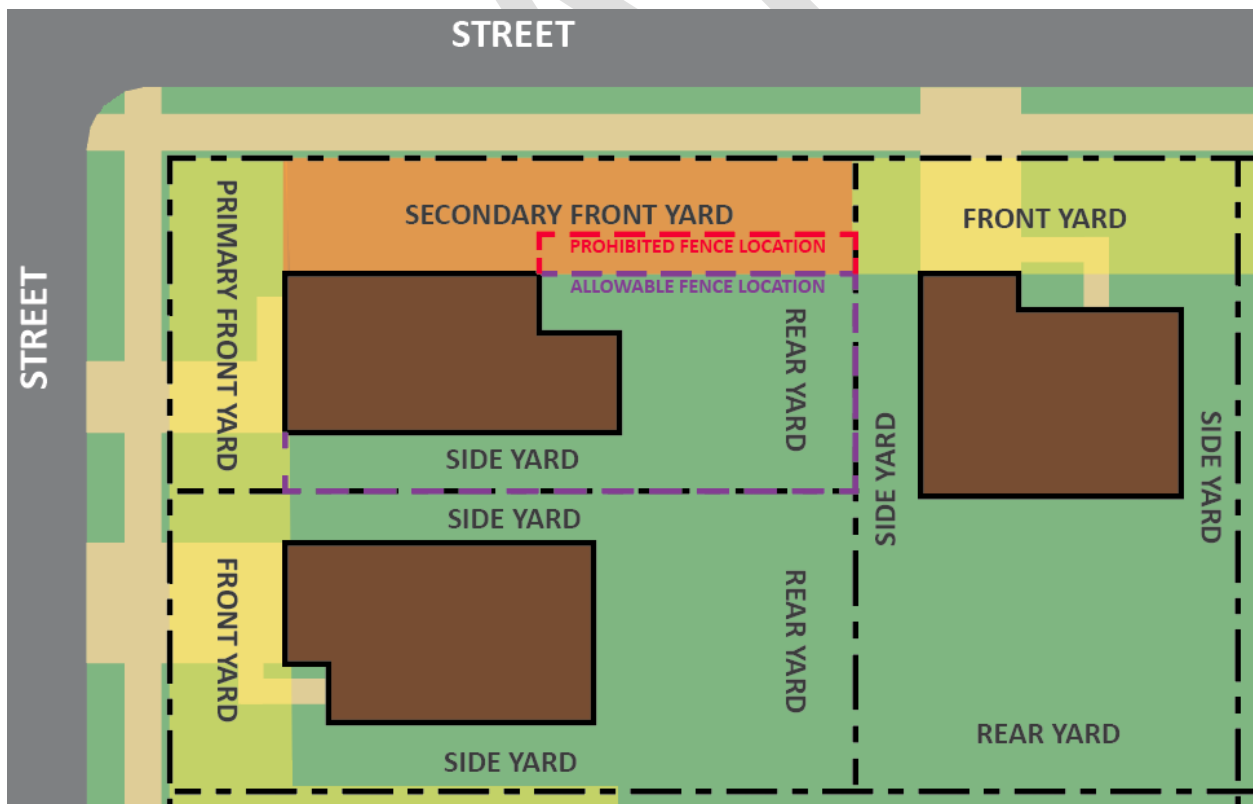 STREET
STREET
PRIMARY FRONT YARD
SECONDARY FRONT YARD
PROHIBITED FENCE LOCATION
ALLOWABLE FENCE LOCATION
REAR YARD
SIDE YARD
FRONT YARD
SIDE YARD
SIDE YARD
SIDE YARD
FRONT YARD
REAR YARD
SIDE YARD
REAR YARD